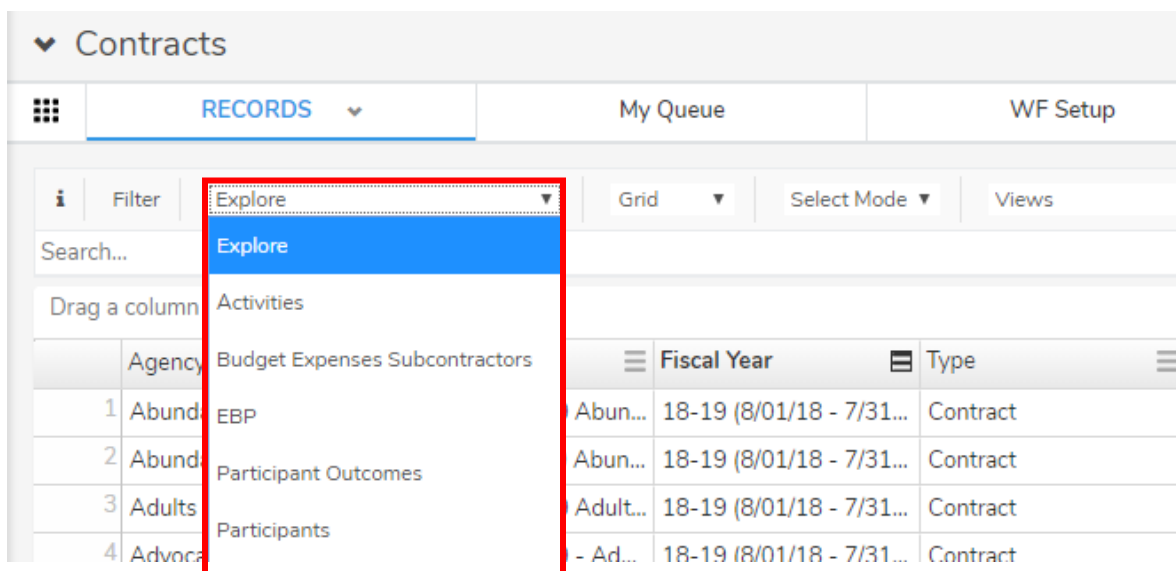 Contracts
RECORDS My Queue WF Setup
i Filter Explore Grid Select Mode Views
Search... Explore
Drag a column Activities
Budget Expenses Subcontractors
Agency Fiscal Year Type
1 Abund Abun... 18-19 (8/01/18 - 7/31... Contract
EBP
2 Abund Abun... 18-19 (8/01/18 - 7/31... Contract
Participant Outcomes
3 Adults Adult... 18-19 (8/01/18 - 7/31... Contract
Participants
4 Advoca - Ad... 18-19 (8/01/18 - 7/31... Contract